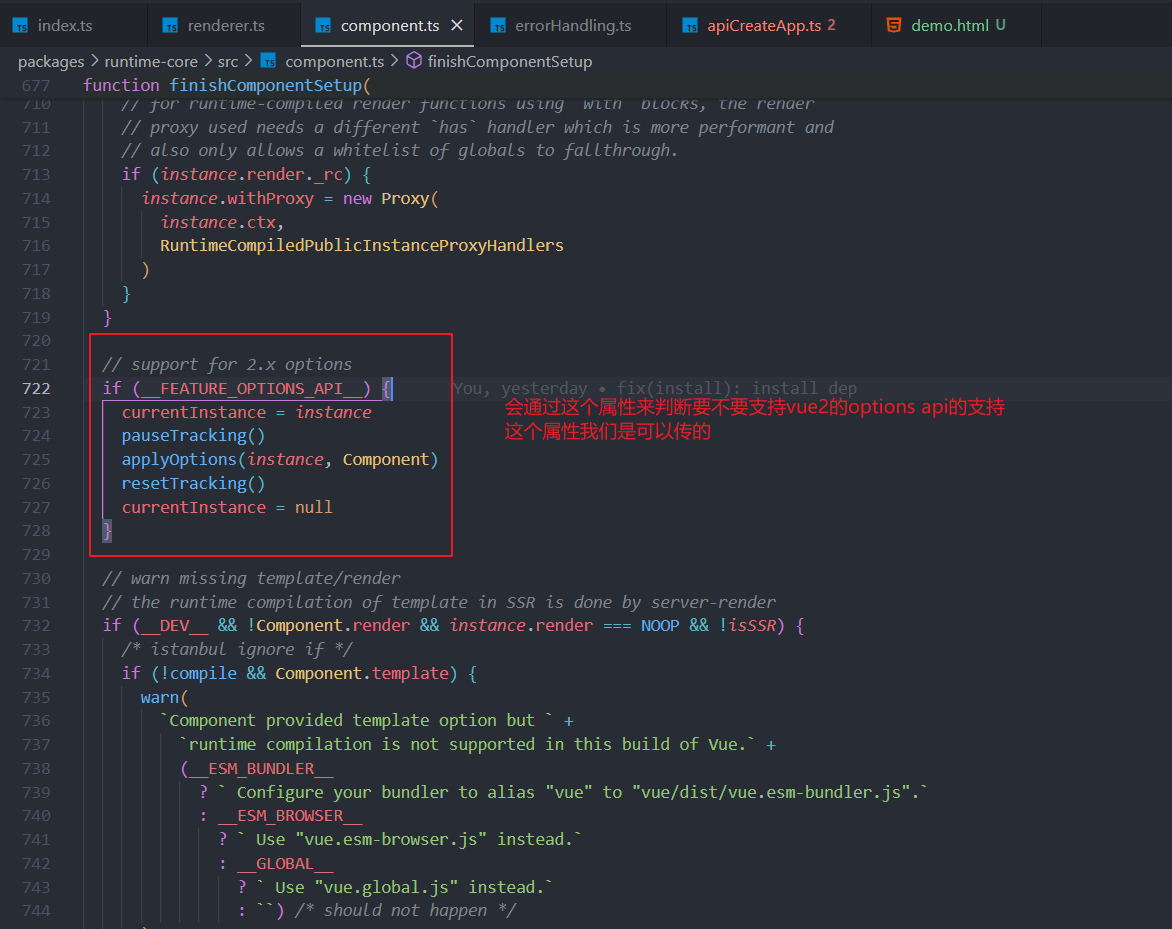 index.ts
renderer.ts
component.ts
errorHandling.ts
apiCreateApp.ts 2
demo.html U
packages > runtime-core > src > component.ts > finishComponentSetup
677 function finishComponentSetup(
710 // for runtime-compiled render functions using `with` blocks, the render
711 // proxy used needs a different `has` handler which is more performant and
712 // also only allows a whitelist of globals to fallthrough.
713 if (instance.render._rc) {
714 instance.withProxy = new Proxy(
715 instance.ctx,
716 RuntimeCompiledPublicInstanceProxyHandlers
717 )
718 }
719 }
720
721 // support for 2.x options
722 if (__FEATURE_OPTIONS_API__) { You, yesterday • fix(install): install dep
723 currentInstance = instance
会通过这个属性来判断要不要支持vue2的options api的支持
724 pauseTracking()
这个属性我们是可以传的
725 applyOptions(instance, Component)
726 resetTracking()
727 currentInstance = null
728 }
729
730 // warn missing template/render
731 // the runtime compilation of template in SSR is done by server-render
732 if (__DEV__ && !Component.render && instance.render === NOOP && !isSSR) {
733 /* istanbul ignore if */
734 if (!compile && Component.template) {
735 warn(
736 `Component provided template option but ` +
737 `runtime compilation is not supported in this build of Vue.` +
738 (__ESM_BUNDLER__
739 ? ` Configure your bundler to alias "vue" to "vue/dist/vue.esm-bundler.js".`
740 : __ESM_BROWSER__
741 ? ` Use "vue.esm-browser.js" instead.`
742 : __GLOBAL__
743 ? ` Use "vue.global.js" instead.`
744 : ``) /* should not happen */